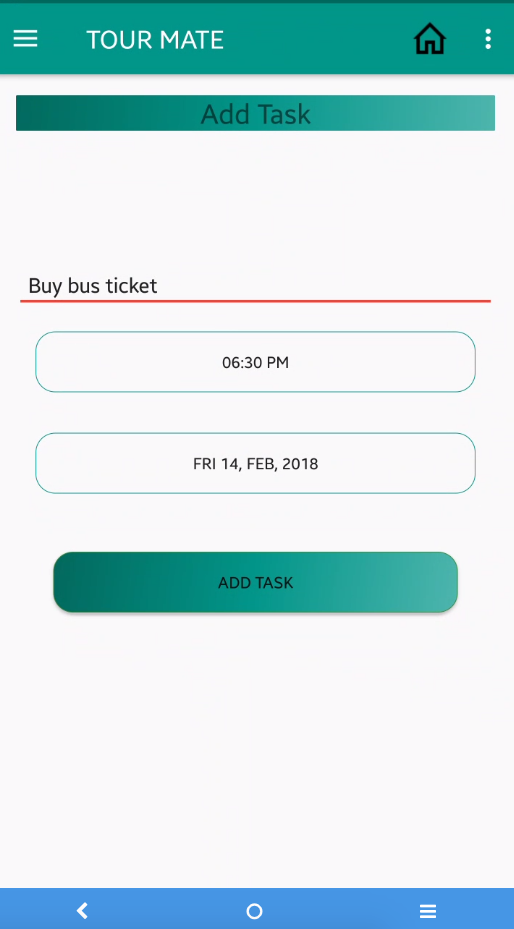 TOUR MATE
Add Task
Buy bus ticket
06:30 PM
FRI 14, FEB, 2018
ADD TASK